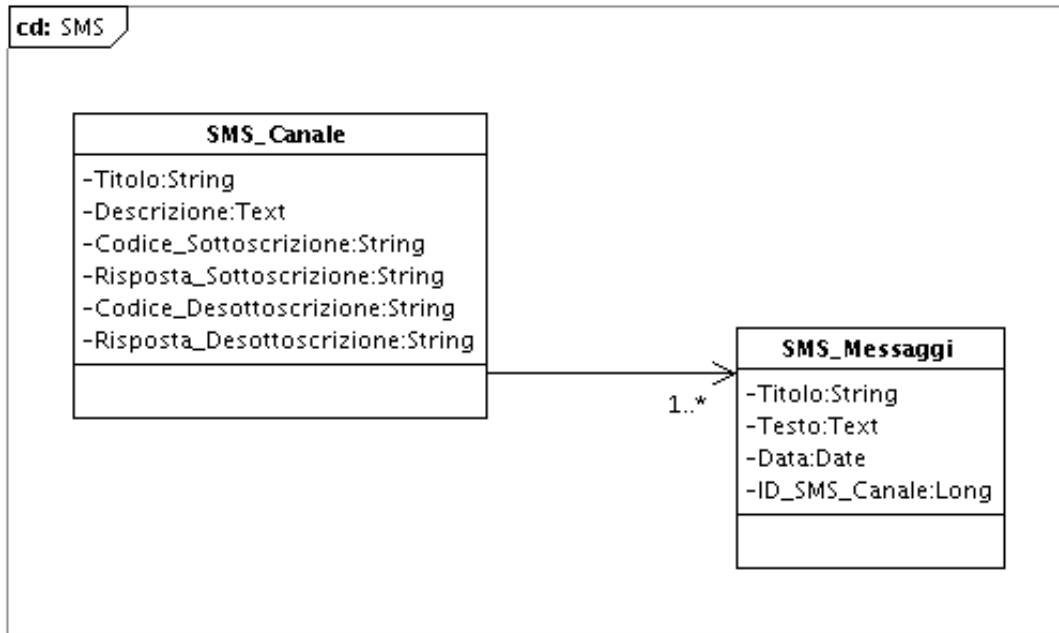 cd: SMS
SMS_Canale
-Titolo:String
-Descrizione:Text
-Codice_Sottoscrizione:String
-Risposta_Sottoscrizione:String
-Codice_Desottoscrizione:String
-Risposta_Desottoscrizione:String
1..*
SMS_Messaggi
-Titolo:String
-Testo:Text
-Data:Date
-ID_SMS_Canale:Long